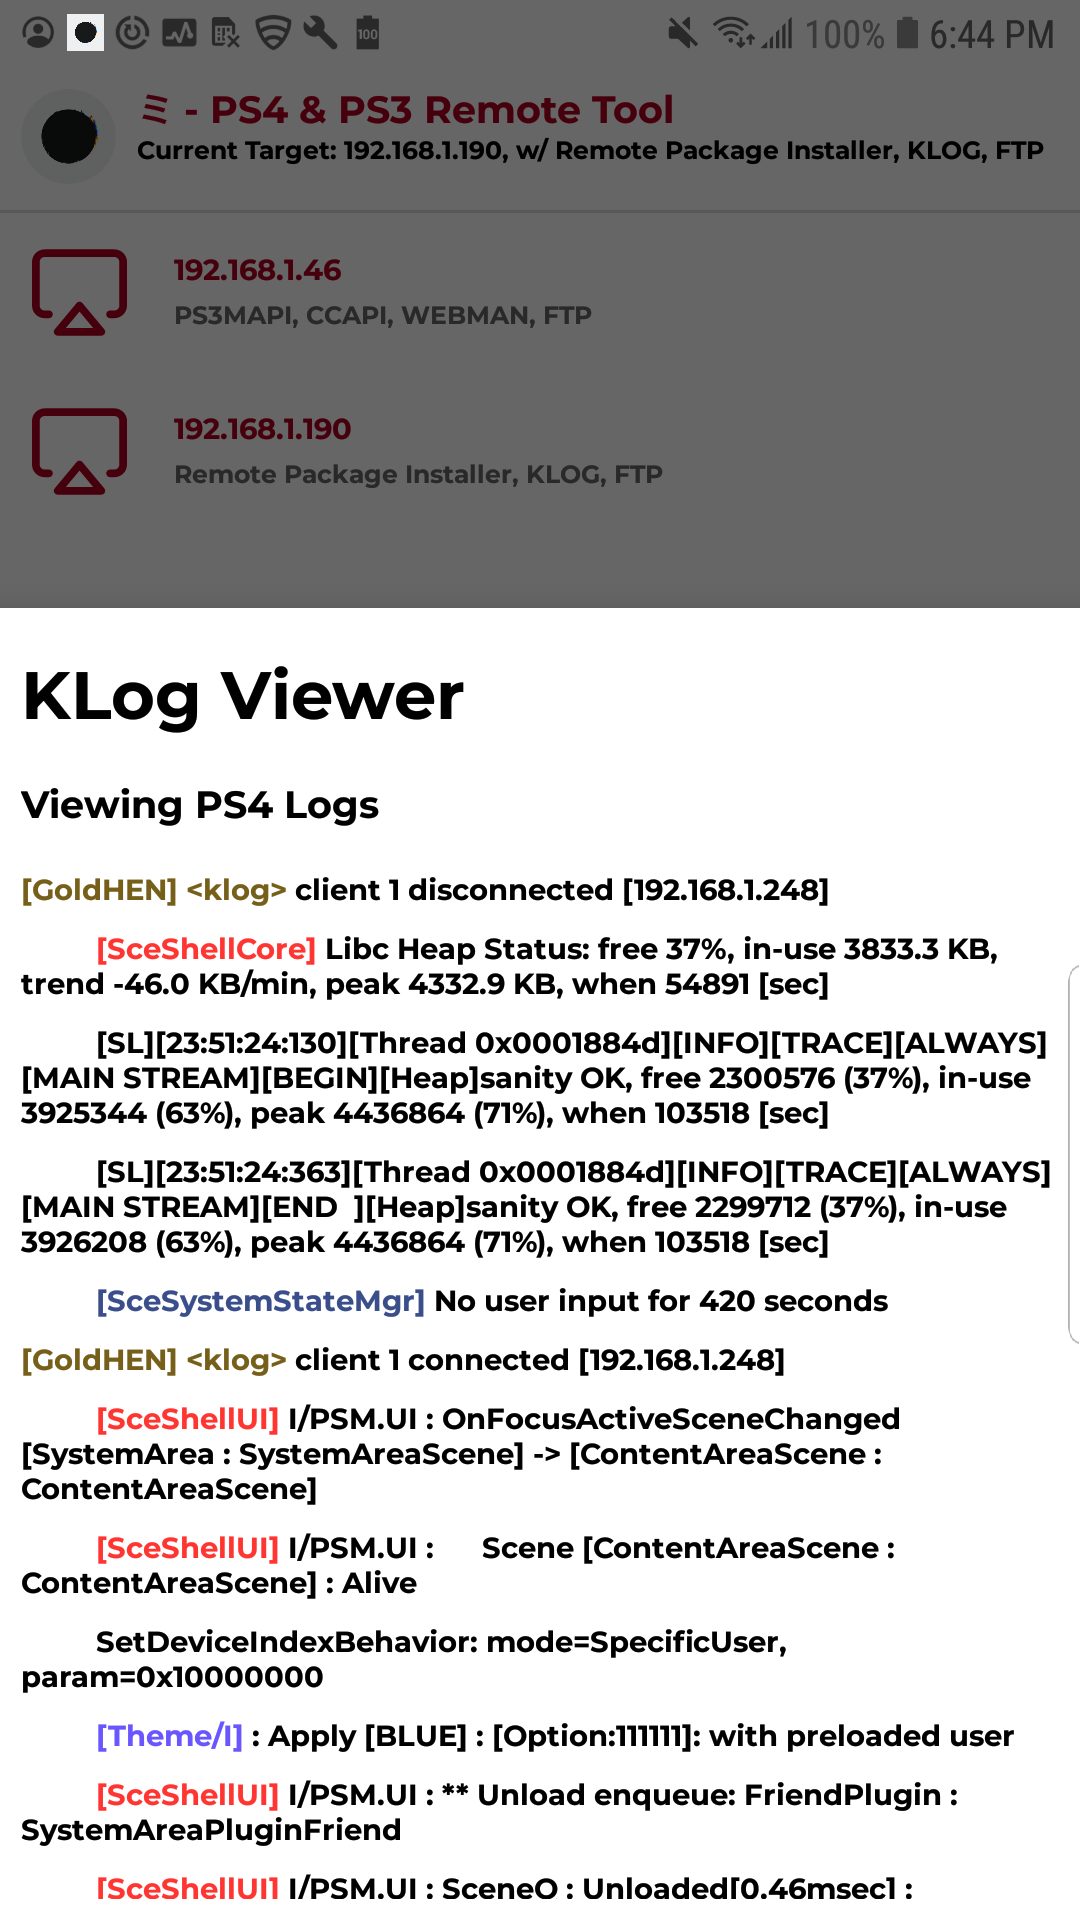 100
100% 6:44 PM
ミ - PS4 & PS3 Remote Tool
Current Target: 192.168.1.190, w/ Remote Package Installer, KLOG, FTP
192.168.1.46
PS3MAPI, CCAPI, WEBMAN, FTP
192.168.1.190
Remote Package Installer, KLOG, FTP
KLog Viewer
Viewing PS4 Logs
[GoldHEN] <klog> client 1 disconnected [192.168.1.248]
[SceShellCore] Libc Heap Status: free 37%, in-use 3833.3 KB,
trend -46.0 KB/min, peak 4332.9 KB, when 54891 [sec]
[SL][23:51:24:130][Thread 0x0001884d][INFO][TRACE][ALWAYS]
[MAIN STREAM][BEGIN][Heap]sanity OK, free 2300576 (37%), in-use
3925344 (63%), peak 4436864 (71%), when 103518 [sec]
[SL][23:51:24:363][Thread 0x0001884d][INFO][TRACE][ALWAYS]
[MAIN STREAM][END  ][Heap]sanity OK, free 2299712 (37%), in-use
3926208 (63%), peak 4436864 (71%), when 103518 [sec]
[SceSystemStateMgr] No user input for 420 seconds
[GoldHEN] <klog> client 1 connected [192.168.1.248]
[SceShellUI] I/PSM.UI : OnFocusActiveSceneChanged
[SystemArea : SystemAreaScene] -> [ContentAreaScene :
ContentAreaScene]
[SceShellUI] I/PSM.UI :      Scene [ContentAreaScene :
ContentAreaScene] : Alive
SetDeviceIndexBehavior: mode=SpecificUser,
param=0x10000000
[Theme/I] : Apply [BLUE] : [Option:111111]: with preloaded user
[SceShellUI] I/PSM.UI : ** Unload enqueue: FriendPlugin :
SystemAreaPluginFriend
[SceShellUI] I/PSM.UI : Scene0 : Unloaded[0.46msec] :